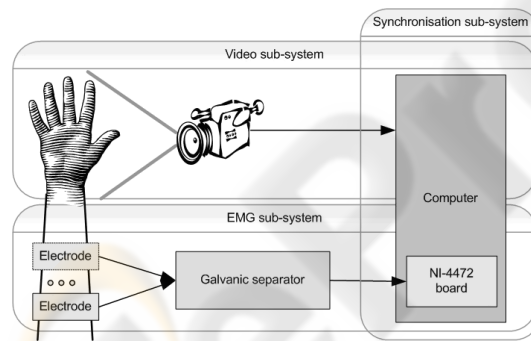 Synchronisation sub-system
Video sub-system
Computer
EMG sub-system
Electrode
Galvanic separator
NI-4472
board
Electrode